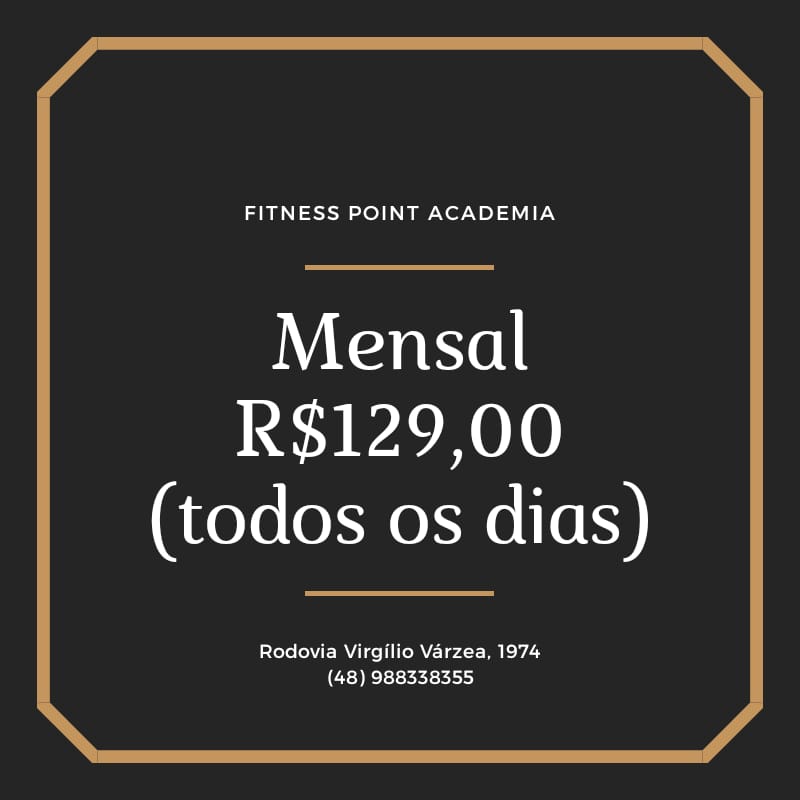 FITNESS POINT ACADEMIA
Mensal
R$129,00
(todos os dias)
Rodovia Virgílio Várzea, 1974
(48) 988338355